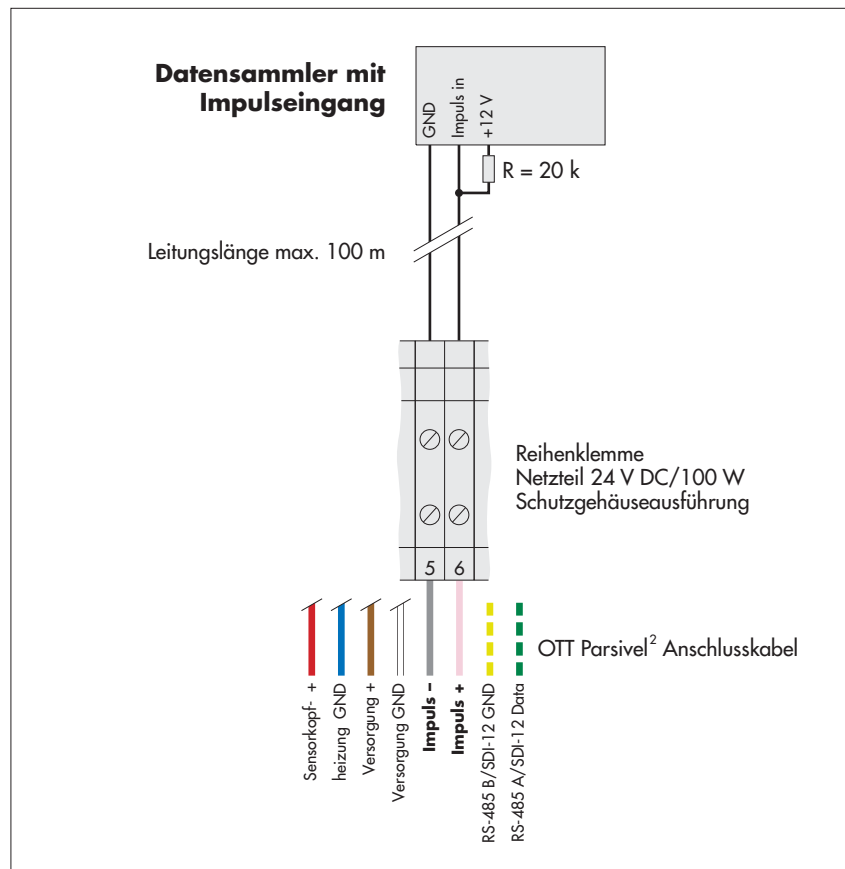 Datensammler mit
Impulseingang
GND
Impuls in
+12 V
R = 20 k
Leitungslänge max. 100 m
Reihenklemme
Netzteil 24 V DC/100 W
Schutzgehäuseausführung
5 6
OTT Parsivel² Anschlusskabel
Sensorkopf- +
heizung GND
Versorgung +
Versorgung GND
Impuls –
Impuls +
RS-485 B/SDI-12 GND
RS-485 A/SDI-12 Data